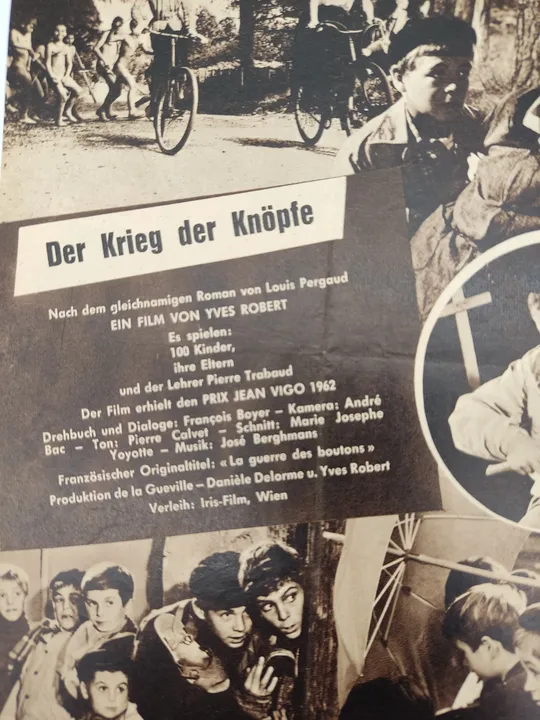 Der Krieg der Knöpfe
Nach dem gleichnamigen Roman von Louis Pergaud
EIN FILM VON YVES ROBERT
Es spielen:
100 Kinder,
ihre Eltern
und der Lehrer Pierre Trabaud
Der Film erhielt den PRIX JEAN VIGO 1962
Drehbuch und Dialoge: François Boyer – Kamera: André
Bac – Ton: Pierre Calvet – Schnitt: Marie Josephe
Yoyotte – Musik: José Berghmans
Französischer Originaltitel: «La guerre des boutons»
Produktion de la Gueville – Danièle Delorme u. Yves Robert
Verleih: Iris-Film, Wien